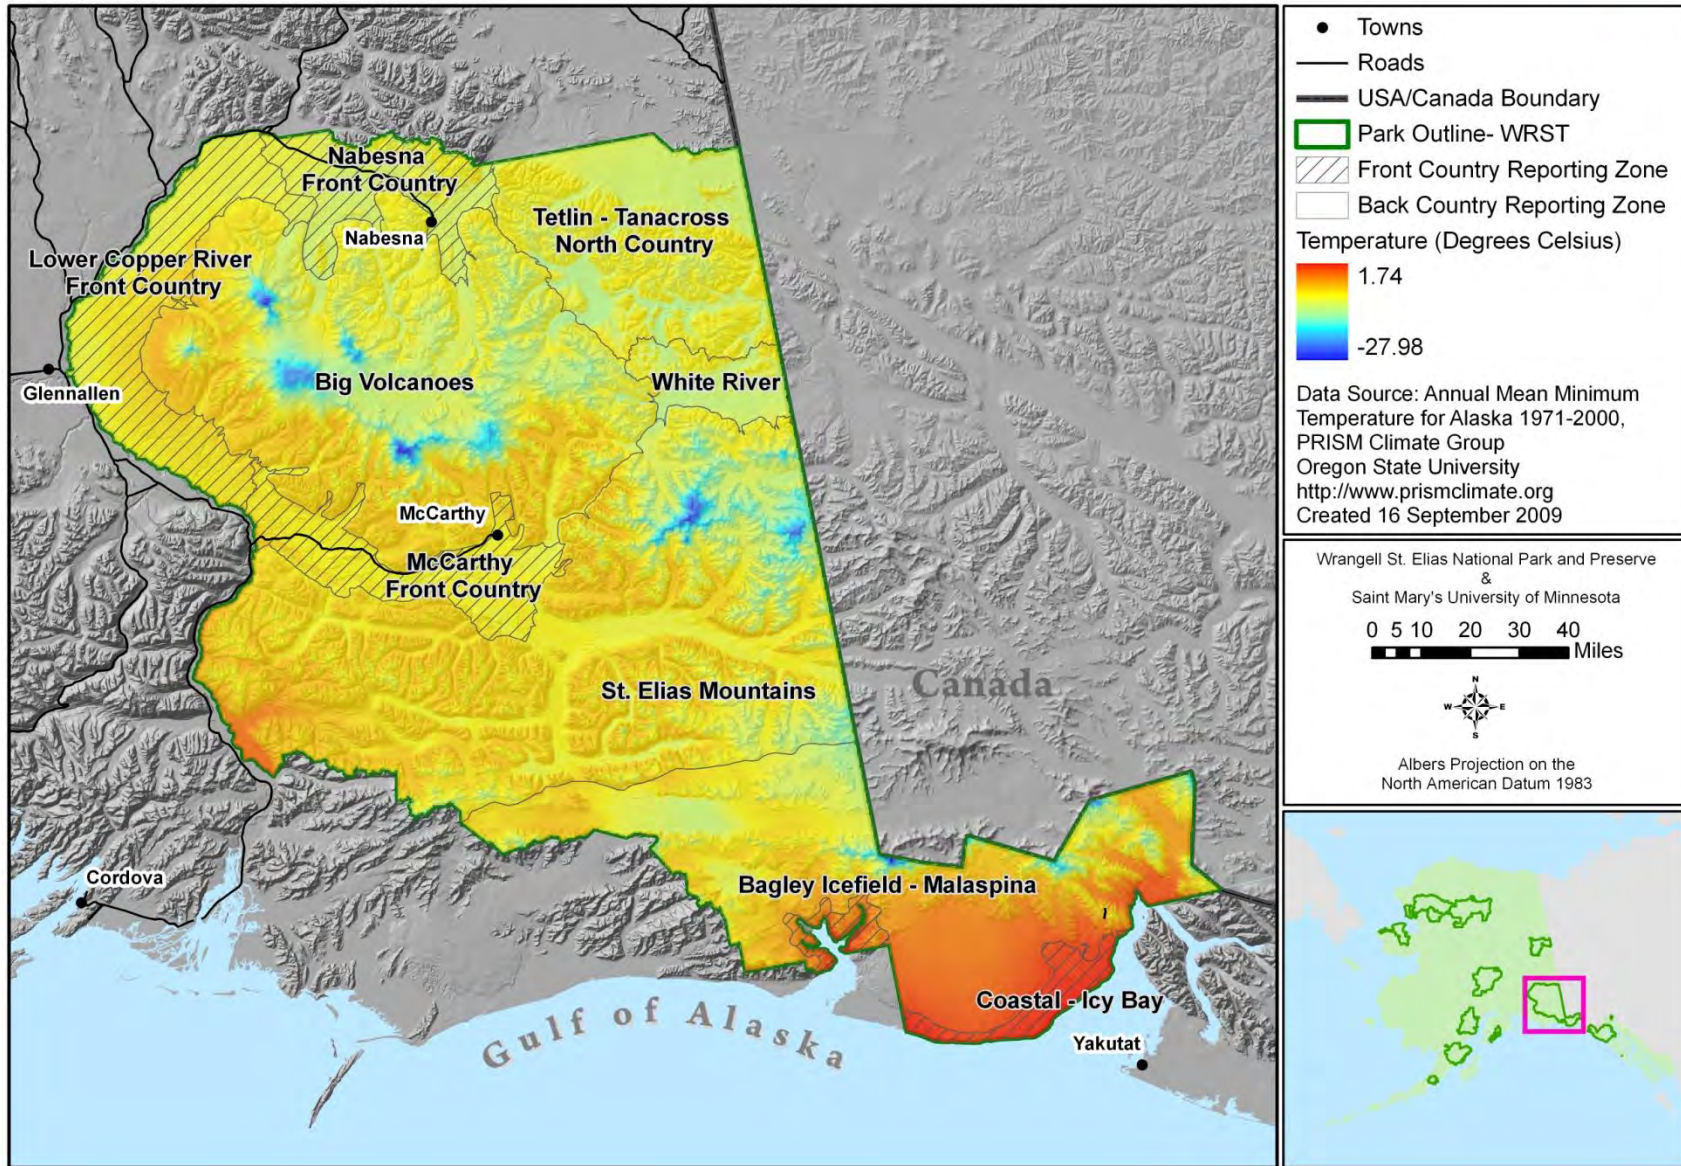 Nabesna
Front Country
Nabesna
Tetlin - Tanacross
North Country
Lower Copper River
Front Country
Glennallen
Big Volcanoes
White River
McCarthy
McCarthy
Front Country
St. Elias Mountains
Canada
Cordova
Bagley Icefield - Malaspina
Coastal - Icy Bay
Gulf of Alaska
Yakutat
Towns
Roads
USA/Canada Boundary
Park Outline- WRST
Front Country Reporting Zone
Back Country Reporting Zone
Temperature (Degrees Celsius)
1.74
-27.98
Data Source: Annual Mean Minimum
Temperature for Alaska 1971-2000,
PRISM Climate Group
Oregon State University
http://www.prismclimate.org
Created 16 September 2009
Wrangell St. Elias National Park and Preserve
&
Saint Mary's University of Minnesota
0 5 10 20 30 40
Miles
N
W E
S
Albers Projection on the
North American Datum 1983